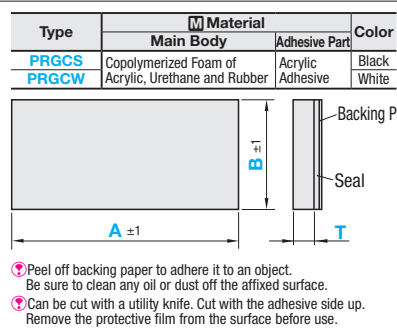 Type
M Material
Color
Main Body
Adhesive Part
PRGCS
Copolymerized Foam of
Acrylic, Urethane and Rubber
Acrylic
Adhesive
Black
PRGCW
White
Backing P
B ±1
Seal
A ±1
T
Peel off backing paper to adhere it to an object.
Be sure to clean any oil or dust off the affixed surface.
Can be cut with a utility knife. Cut with the adhesive side up.
Remove the protective film from the surface before use.